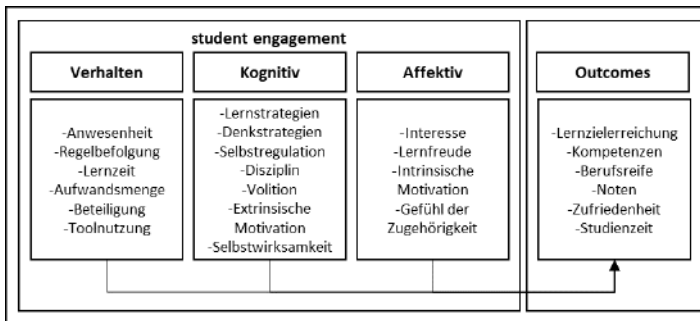 student engagement
Verhalten
-Anwesenheit
-Regelbefolgung
-Lernzeit
-Aufwandsmenge
-Beteiligung
-Toolnutzung
Kognitiv
-Lernstrategien
-Denkstrategien
-Selbstregulation
-Disziplin
-Volition
-Extrinsische
Motivation
-Selbstwirksamkeit
Affektiv
-Interesse
-Lernfreude
-Intrinsische
Motivation
-Gefühl der
Zugehörigkeit
Outcomes
-Lernzielerreichung
-Kompetenzen
-Berufsreife
-Noten
-Zufriedenheit
-Studienzeit